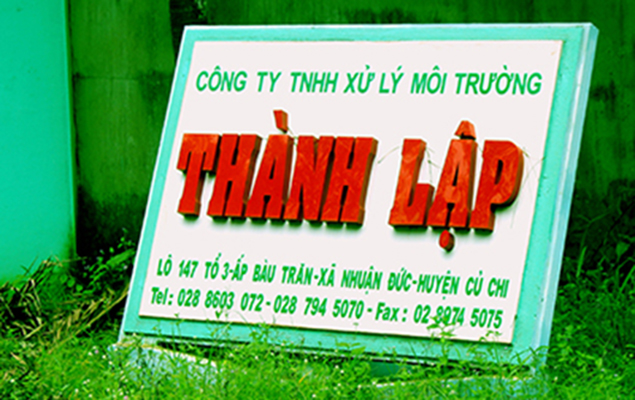 CÔNG TY TNHH XỬ LÝ MÔI TRƯỜNG
THÀNH LẬP
LÔ 147 TỔ 3-ẤP BÀU TRĂN-XÃ NHUẬN ĐỨC-HUYỆN CỦ CHI
Tel : 028 8603 072 - 028 794 5070 - Fax : 02 8974 5075